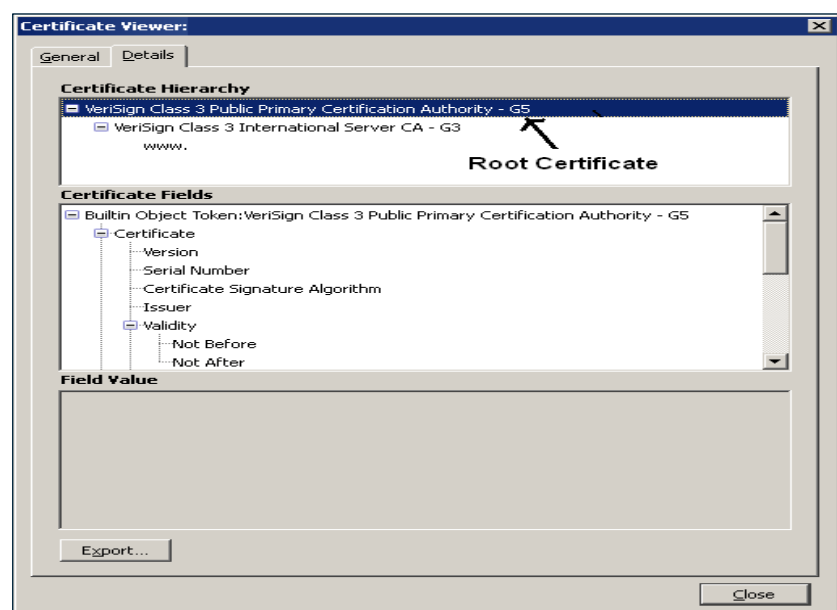 Certificate Viewer:
General Details
Certificate Hierarchy
VeriSign Class 3 Public Primary Certification Authority - G5
VeriSign Class 3 International Server CA - G3
www.
Root Certificate
Certificate Fields
Builtin Object Token:VeriSign Class 3 Public Primary Certification Authority - G5
Certificate
Version
Serial Number
Certificate Signature Algorithm
Issuer
Validity
Not Before
Not After
Field Value
Export...
Close